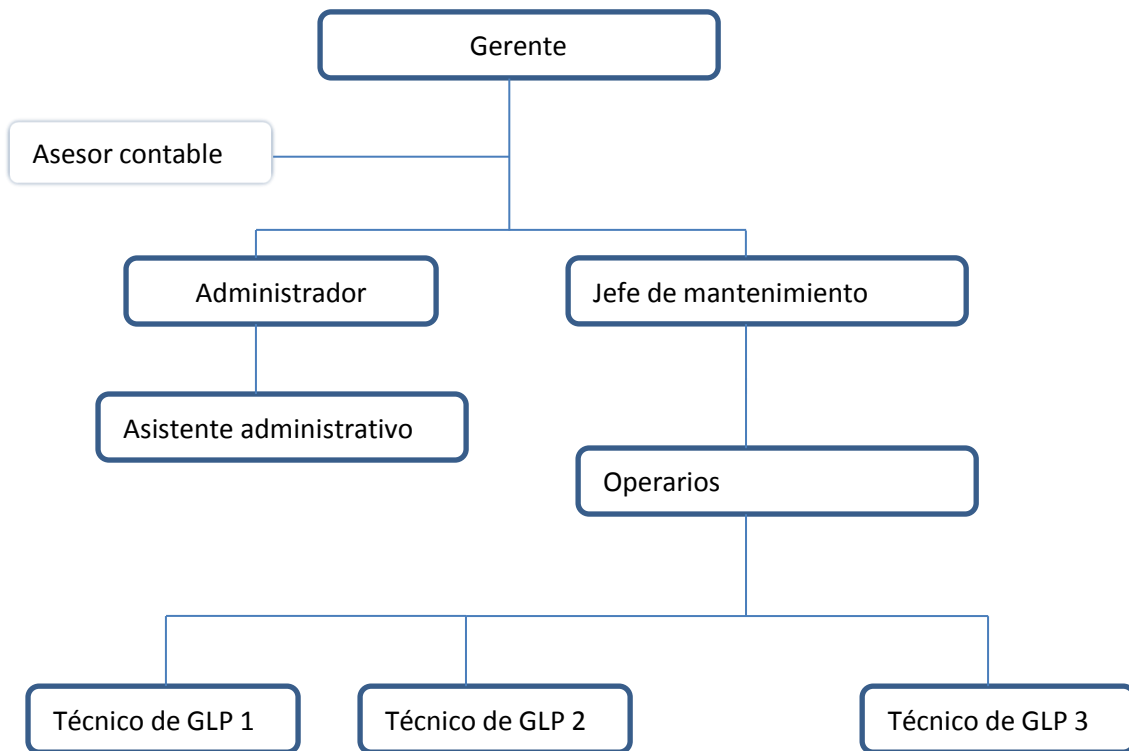 Gerente
Asesor contable
Administrador
Jefe de mantenimiento
Asistente administrativo
Operarios
Técnico de GLP 1
Técnico de GLP 2
Técnico de GLP 3